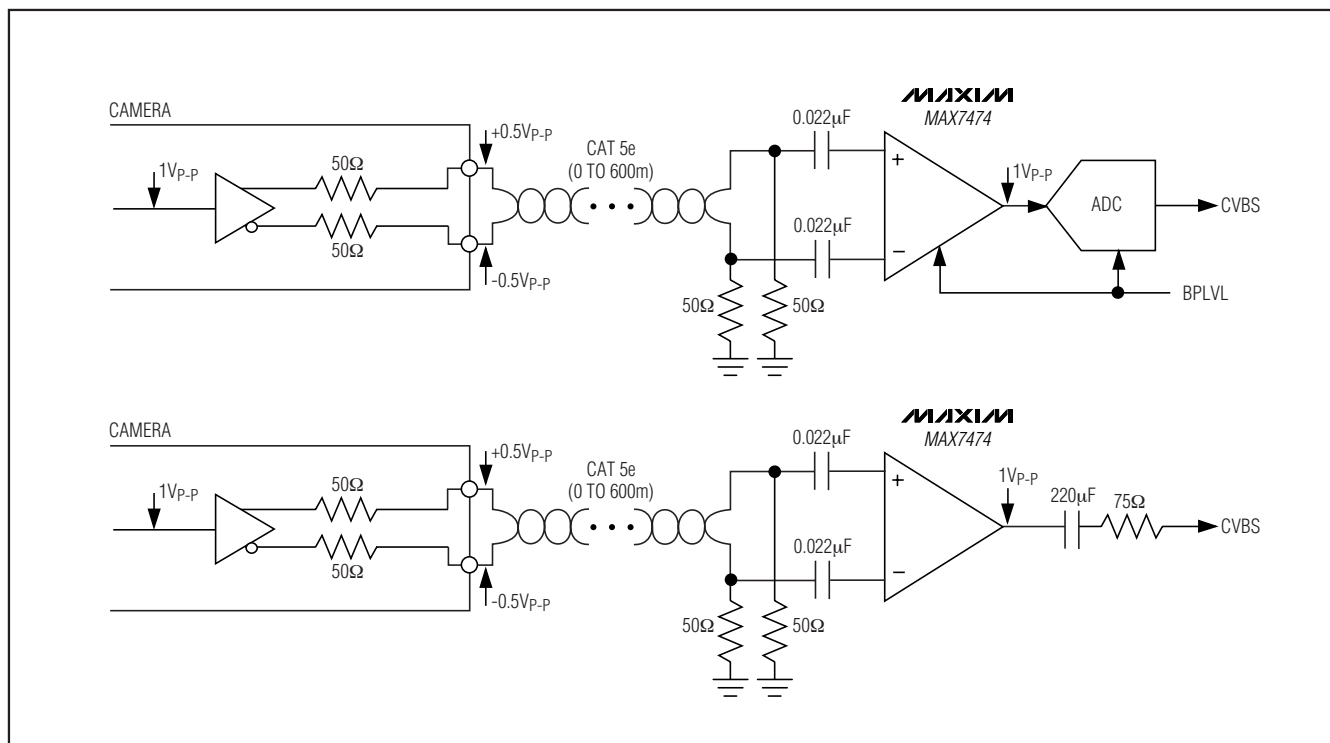 MAXIM
MAX7474
CAMERA
1VP-P
50Ω
50Ω
+0.5VP-P
-0.5VP-P
CAT 5e
(0 TO 600m)
0.022µF
0.022µF
50Ω
50Ω
+
−
1VP-P
ADC
CVBS
BPLVL
MAXIM
MAX7474
CAMERA
1VP-P
50Ω
50Ω
+0.5VP-P
-0.5VP-P
CAT 5e
(0 TO 600m)
0.022µF
0.022µF
50Ω
50Ω
+
−
1VP-P
220µF
75Ω
CVBS